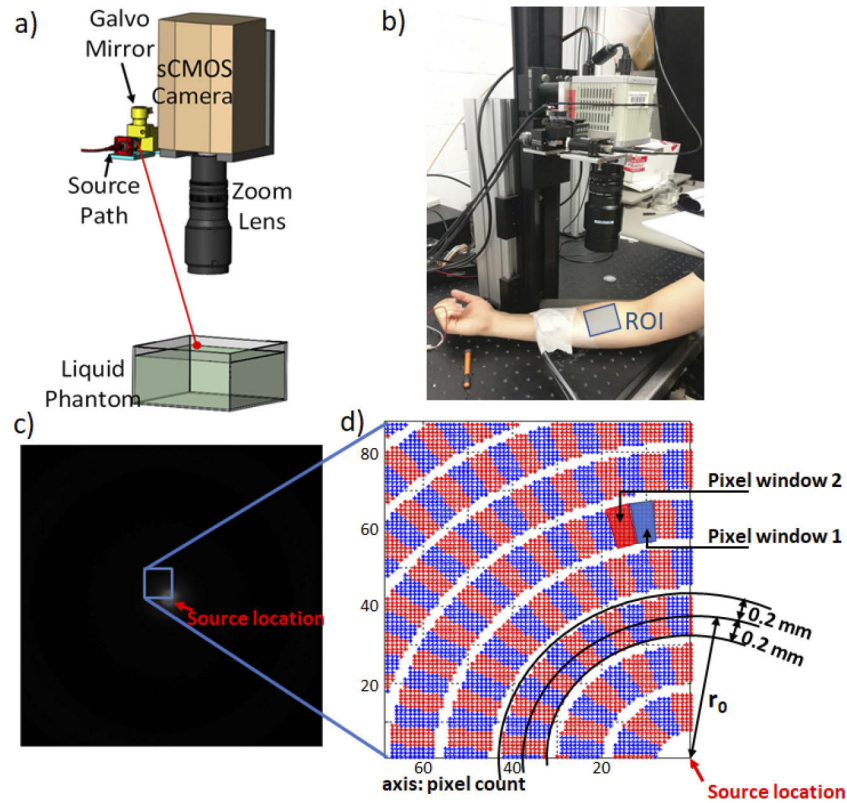 a)
Galvo
Mirror
sCMOS
Camera
Source
Path
Zoom
Lens
Liquid
Phantom
b)
ROI
c)
Source location
d)
80
60
40
20
60
40
20
axis: pixel count
Pixel window 2
Pixel window 1
0.2 mm
0.2 mm
r₀
Source location